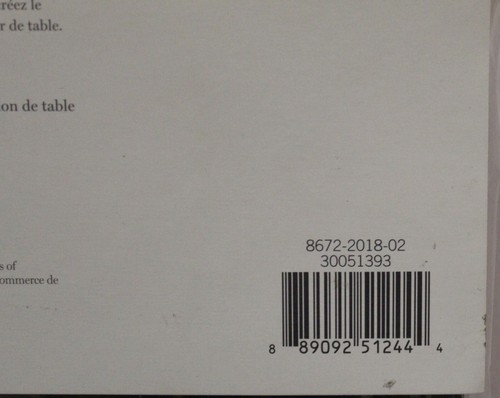 réez le
r de table.
on de table
s of
ommerce de
8672-2018-02
30051393
8 89092 51244 4